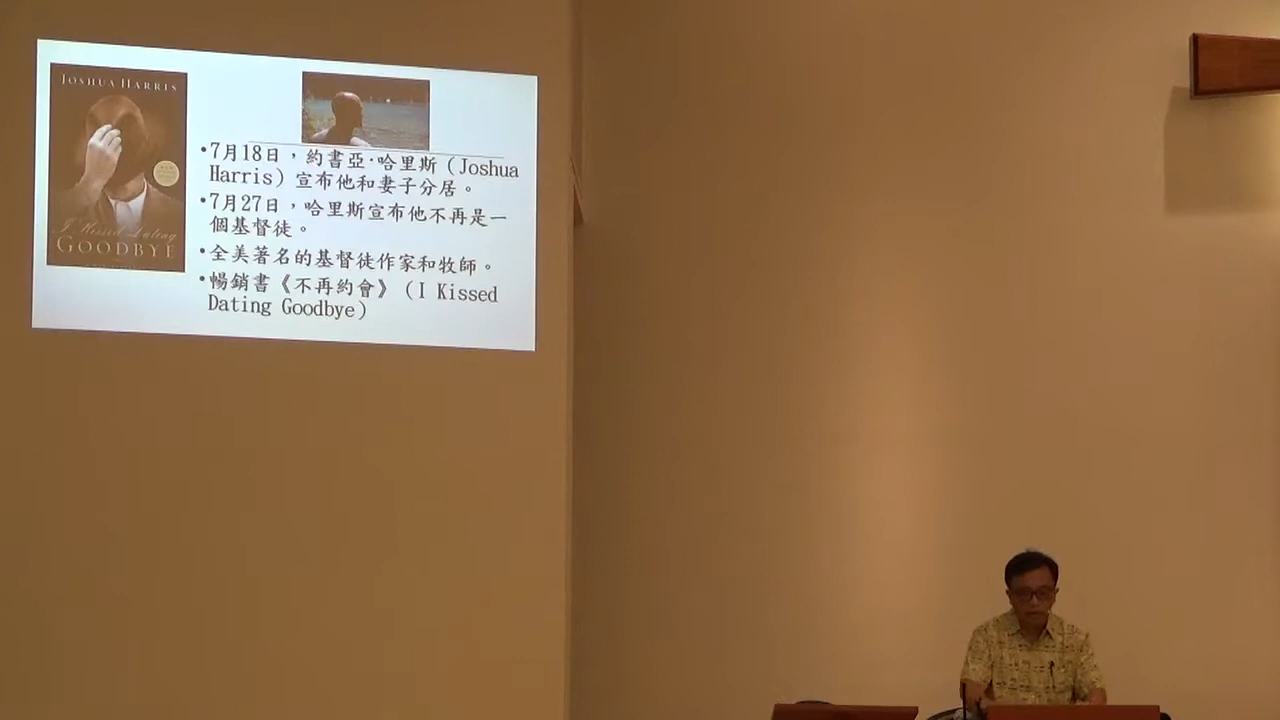 JOSHUA HARRIS
I Kissed Dating
GOODBYE
•7月18日，約書亞·哈里斯（Joshua
Harris）宣布他和妻子分居。
•7月27日，哈里斯宣布他不再是一
個基督徒。
•全美著名的基督徒作家和牧師。
•暢銷書《不再約會》（I Kissed
Dating Goodbye）